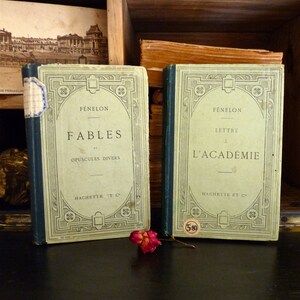 FÉNELON
FABLES
OPUSCULES DIVERS
HACHETTE ET Cie
FÉNELON
LETTRE
À
L'ACADÉMIE
HACHETTE ET Cie